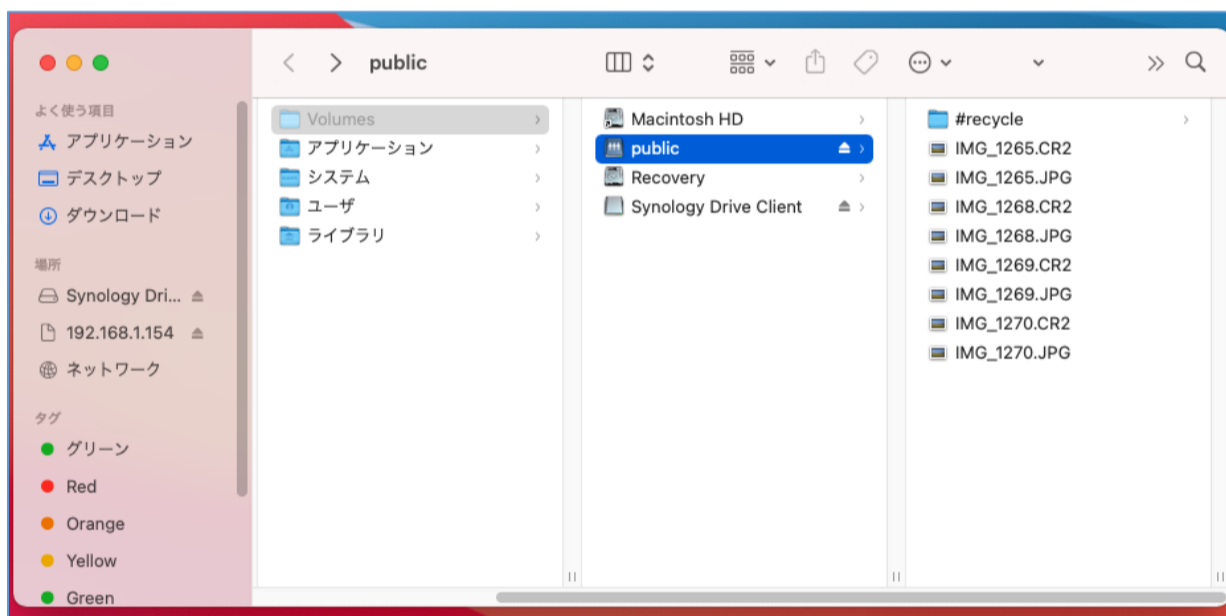 public
よく使う項目
アプリケーション
デスクトップ
ダウンロード
場所
Synology Dri...
192.168.1.154
ネットワーク
タグ
グリーン
Red
Orange
Yellow
Green
Volumes
アプリケーション
システム
ユーザ
ライブラリ
Macintosh HD
public
Recovery
Synology Drive Client
#recycle
IMG_1265.CR2
IMG_1265.JPG
IMG_1268.CR2
IMG_1268.JPG
IMG_1269.CR2
IMG_1269.JPG
IMG_1270.CR2
IMG_1270.JPG